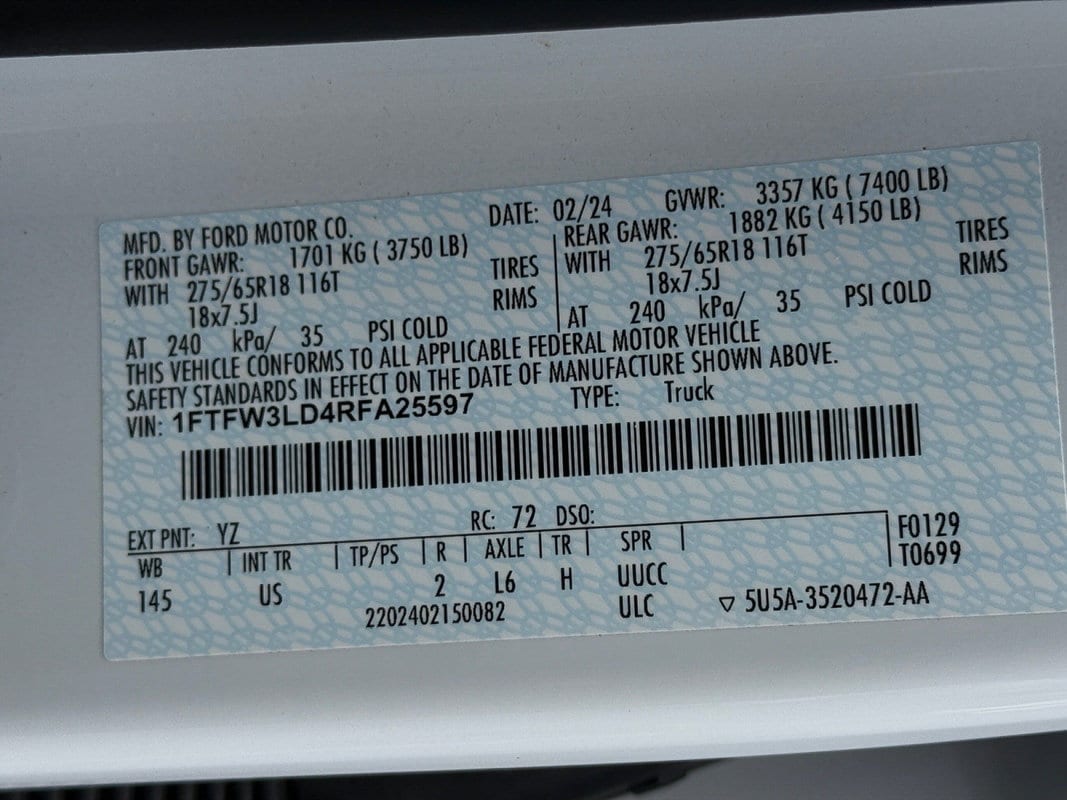 MFD. BY FORD MOTOR CO. DATE: 02/24 GVWR: 3357 KG ( 7400 LB)
FRONT GAWR: 1701 KG ( 3750 LB) REAR GAWR: 1882 KG ( 4150 LB)
WITH 275/65R18 116T TIRES WITH 275/65R18 116T TIRES
18x7.5J RIMS 18x7.5J RIMS
AT 240 kPa/ 35 PSI COLD AT 240 kPa/ 35 PSI COLD
THIS VEHICLE CONFORMS TO ALL APPLICABLE FEDERAL MOTOR VEHICLE
SAFETY STANDARDS IN EFFECT ON THE DATE OF MANUFACTURE SHOWN ABOVE.
VIN: 1FTFW3LD4RFA25597 TYPE: Truck
EXT PNT: YZ RC: 72 DSO:
WB INT TR TP/PS R AXLE TR SPR F0129
145 US 2 L6 H UUCC T0699
2202402150082 ULC ▽ 5U5A-3520472-AA